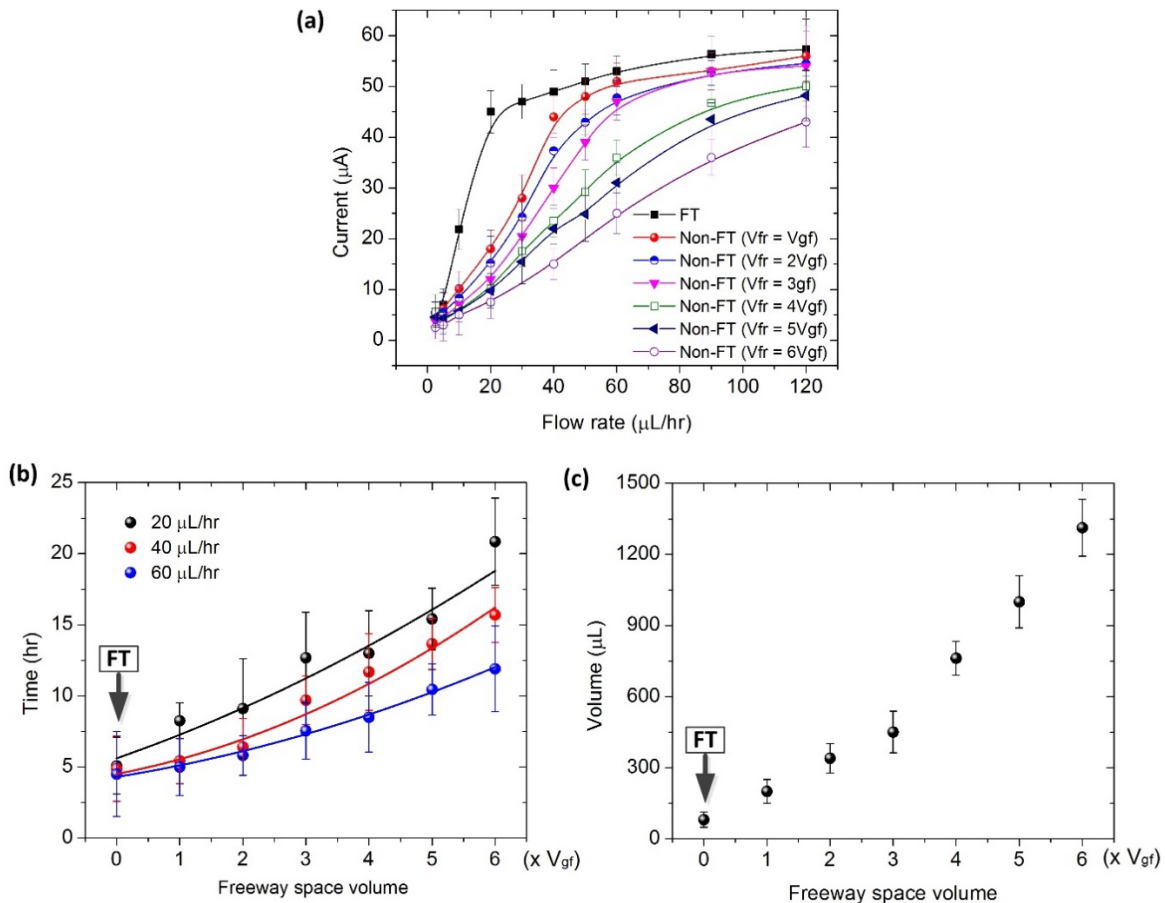 (a)
60
50
40
30
20
10
0
Current (μA)
FT
Non-FT (Vfr = Vgf)
Non-FT (Vfr = 2Vgf)
Non-FT (Vfr = 3gf)
Non-FT (Vfr = 4Vgf)
Non-FT (Vfr = 5Vgf)
Non-FT (Vfr = 6Vgf)
0 20 40 60 80 100 120
Flow rate (μL/hr)
(b)
25
20
15
10
5
0
Time (hr)
20 μL/hr
40 μL/hr
60 μL/hr
FT
0 1 2 3 4 5 6 (x Vgf)
Freeway space volume
(c)
1500
1200
900
600
300
0
Volume (μL)
FT
0 1 2 3 4 5 6 (x Vgf)
Freeway space volume